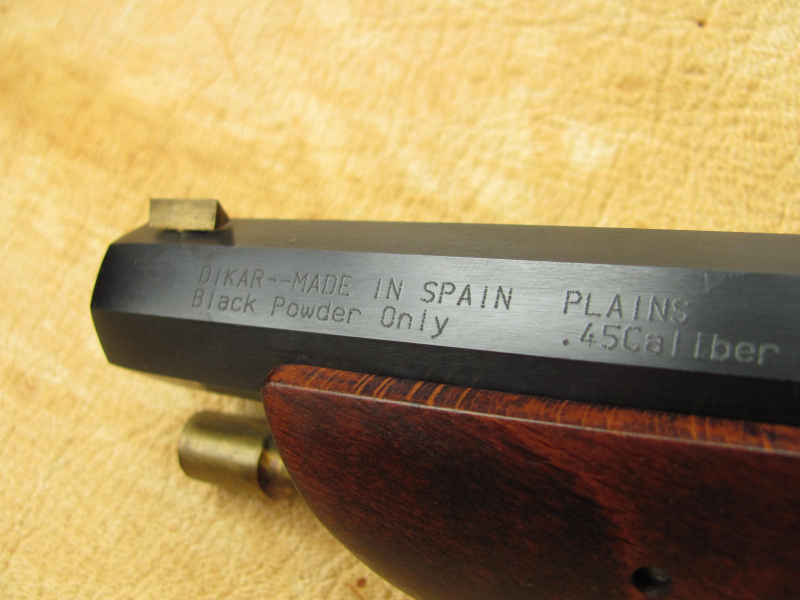 DIKAR--MADE IN SPAIN PLAINS
Black Powder Only .45Caliber